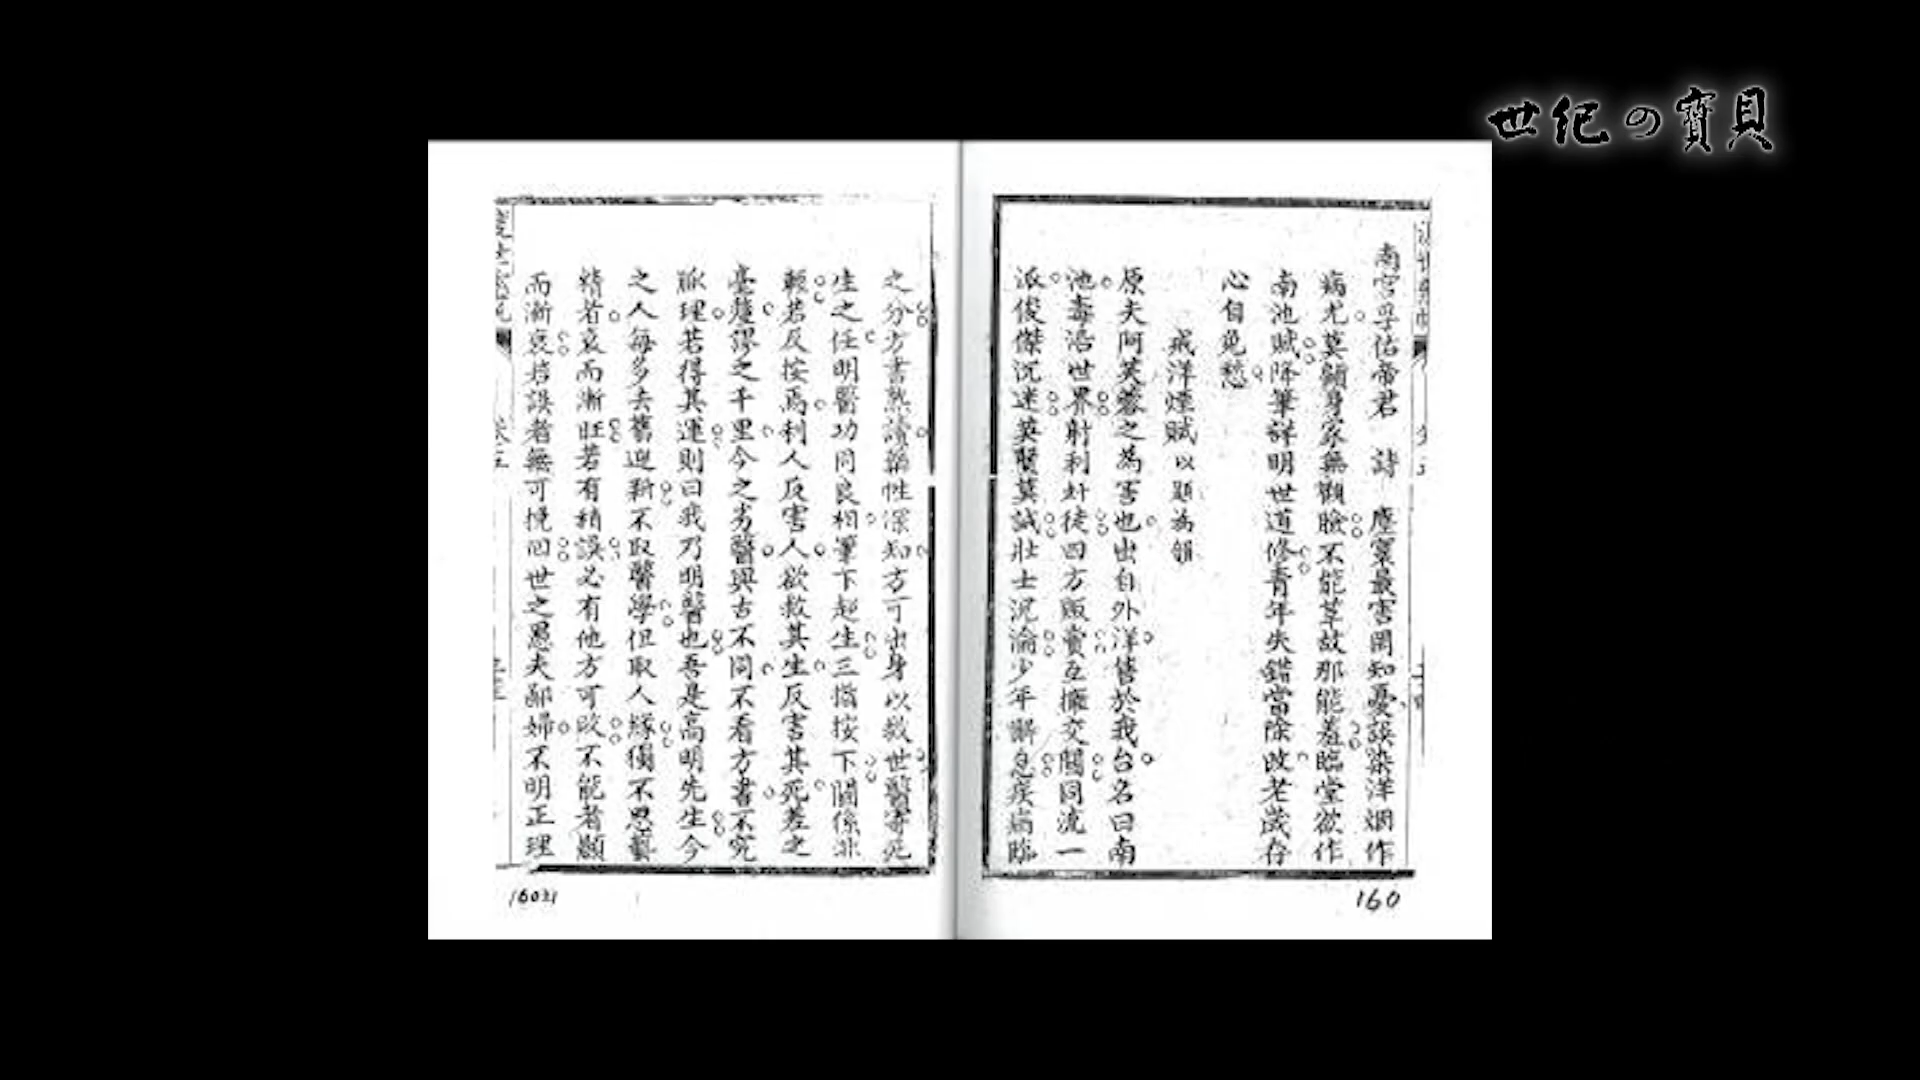 世紀の寶貝
南宮孚佑帝君 詩 塵寰最害罔知憂誤染洋烟作
病尤莫顧身家無觀臉不能革故那能羞臨堂欲作
南池賦降筆詳明世道修青年失錯當除改老歲存
心自免愁
戒洋煙賦以題為韻
原夫阿芙蓉之為害也出自外洋售於我台名曰南
池毒浯世界射利奸徒四方販賣互擁交關同流一
派俊傑沉迷英賢莫誡壯士沉淪少年懈怠疾病臨
160
之分方書熟讀藥性深知方可出身以救世醫寄死
生之任明醫功同良相筆下起生三指按下關係非
輕若反按焉利人反害人欲救其生反害其死差之
毫釐謬之千里今之劣醫與古不同不看方書不究
脈理若得其運則曰我乃明醫也吾是高明先生今
之人每多去舊迎新不取醫學但取人緣獨不思藝
精者衰而漸旺若有稍誤必有他方可改不能者顯
而漸衰若誤者無可挽回世之愚夫鄙婦不明正理